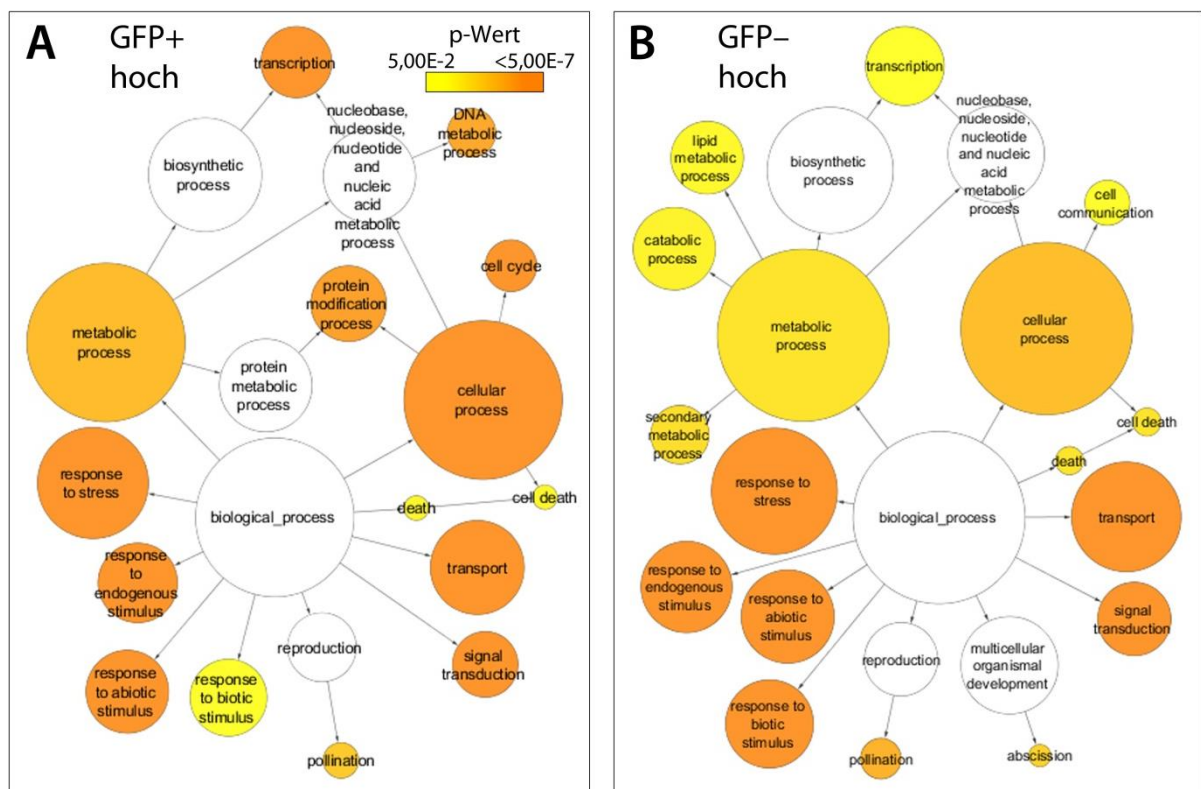 A
GFP+
hoch
p-Wert
5,00E-2
<5,00E-7
transcription
nucleobase,
nucleoside,
nucleotide
and
nucleic
acid
metabolic
process
DNA
metabolic
process
biosynthetic
process
cell cycle
protein
modification
process
metabolic
process
protein
metabolic
process
cellular
process
response
to stress
biological_process
death
cell death
response
to
endogenous
stimulus
transport
reproduction
signal
transduction
response
to abiotic
stimulus
response
to biotic
stimulus
pollination
B
GFP–
hoch
transcription
nucleobase,
nucleoside,
nucleotide
and nucleic
acid
metabolic
process
lipid
metabolic
process
biosynthetic
process
cell
communication
catabolic
process
metabolic
process
cellular
process
secondary
metabolic
process
cell death
death
response to
stress
biological_process
transport
response to
endogenous
stimulus
response to
abiotic
stimulus
signal
transduction
reproduction
multicellular
organismal
development
response to
biotic
stimulus
pollination
abscission